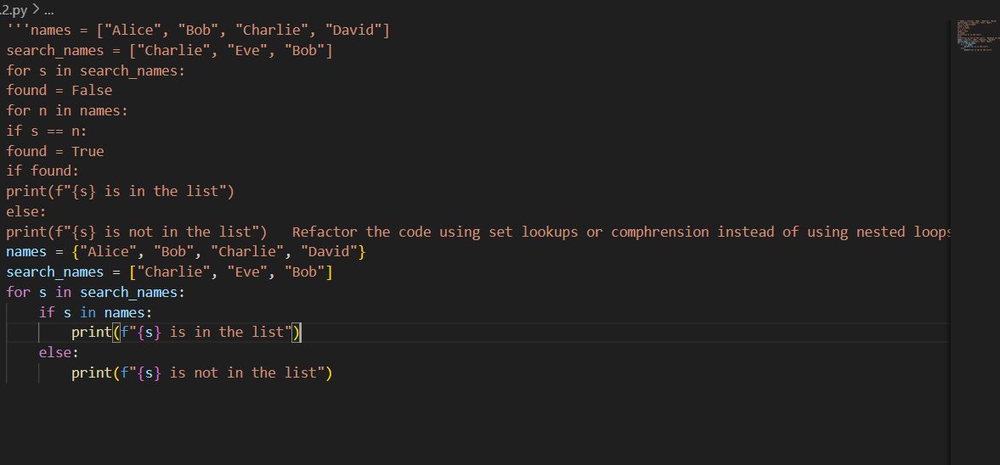 .2.py > ...
'''names = ["Alice", "Bob", "Charlie", "David"]
search_names = ["Charlie", "Eve", "Bob"]
for s in search_names:
found = False
for n in names:
if s == n:
found = True
if found:
print(f"{s} is in the list")
else:
print(f"{s} is not in the list")   Refactor the code using set lookups or comphrension instead of using nested loops
names = {"Alice", "Bob", "Charlie", "David"}
search_names = ["Charlie", "Eve", "Bob"]
for s in search_names:
    if s in names:
        print(f"{s} is in the list")
    else:
        print(f"{s} is not in the list")